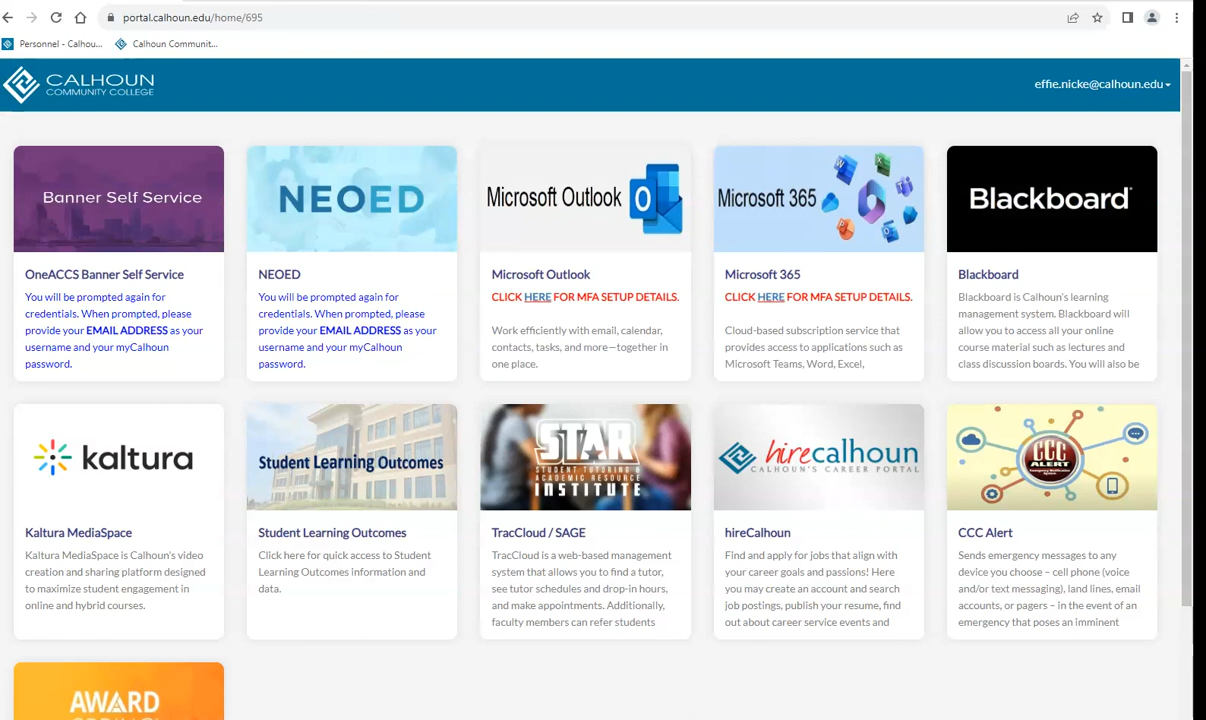 portal.calhoun.edu/home/695
Personnel - Calhou...
Calhoun Communit...
CALHOUN
COMMUNITY COLLEGE
effie.nicke@calhoun.edu
Banner Self Service
OneACCS Banner Self Service
You will be prompted again for
credentials. When prompted, please
provide your EMAIL ADDRESS as your
username and your myCalhoun
password.
NEOED
NEOED
You will be prompted again for
credentials. When prompted, please
provide your EMAIL ADDRESS as your
username and your myCalhoun
password.
Microsoft Outlook
Microsoft Outlook
CLICK HERE FOR MFA SETUP DETAILS.
Work efficiently with email, calendar,
contacts, tasks, and more—together in
one place.
Microsoft 365
Microsoft 365
CLICK HERE FOR MFA SETUP DETAILS.
Cloud-based subscription service that
provides access to applications such as
Microsoft Teams, Word, Excel,
Blackboard
Blackboard
Blackboard is Calhoun's learning
management system. Blackboard will
allow you to access all your online
course material such as lectures and
class discussion boards. You will also be
kaltura
Kaltura MediaSpace
Kaltura MediaSpace is Calhoun's video
creation and sharing platform designed
to maximize student engagement in
online and hybrid courses.
Student Learning Outcomes
Student Learning Outcomes
Click here for quick access to Student
Learning Outcomes information and
data.
STAR
STUDENT TUTORING &
ACADEMIC RESOURCE
INSTITUTE
TracCloud / SAGE
TracCloud is a web-based management
system that allows you to find a tutor,
see tutor schedules and drop-in hours,
and make appointments. Additionally,
faculty members can refer students
hirecalhoun
CALHOUN'S CAREER PORTAL
hireCalhoun
Find and apply for jobs that align with
your career goals and passions! Here
you may create an account and search
job postings, publish your resume, find
out about career service events and
CCC
ALERT
CCC Alert
Sends emergency messages to any
device you choose – cell phone (voice
and/or text messaging), land lines, email
accounts, or pagers – in the event of an
emergency that poses an imminent
AWARD